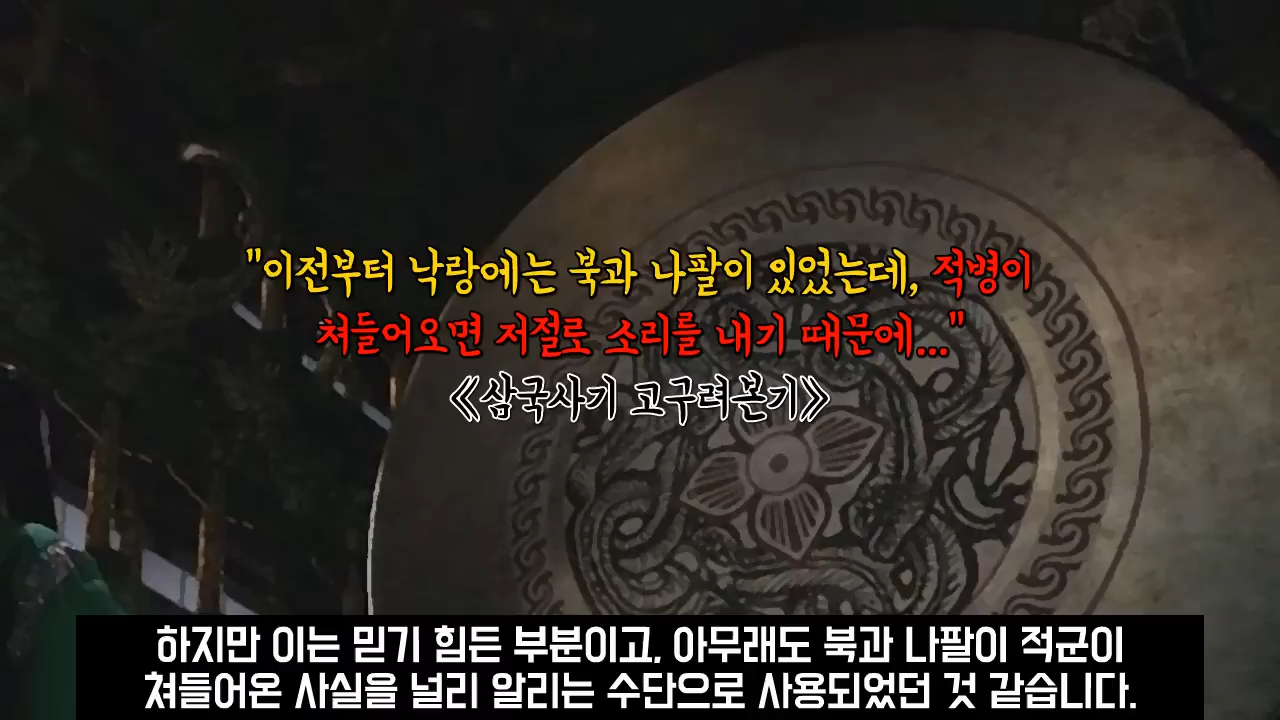 "이전부터 낙랑에는 북과 나팔이 있었는데, 적병이
쳐들어오면 저절로 소리를 내기 때문에..."
《삼국사기 고구려본기》
하지만 이는 믿기 힘든 부분이고, 아무래도 북과 나팔이 적군이
쳐들어온 사실을 널리 알리는 수단으로 사용되었던 것 같습니다.